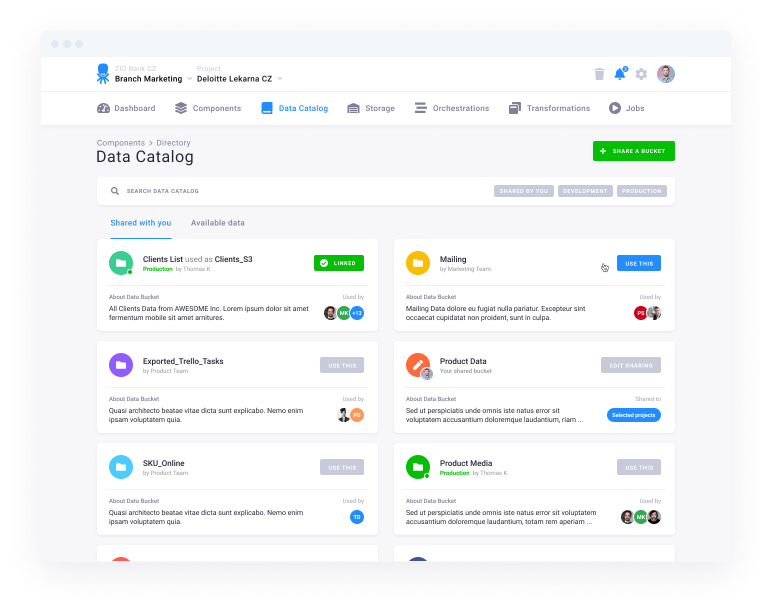 ZIO Bank CZ
Project
Branch Marketing
Deloitte Lekarna CZ
2
Dashboard
Components
Data Catalog
Storage
Orchestrations
Transformations
Jobs
Components > Directory
Data Catalog
+ SHARE A BUCKET
SEARCH DATA CATALOG
SHARED BY YOU
DEVELOPMENT
PRODUCTION
Shared with you
Available data
Clients List used as Clients_S3
Production by Thomas K.
LINKED
About Data Bucket
Used by
All Clients Data from AWESOME Inc. Lorem ipsum dolor sit amet
fermentum mobile sit amet arnitures.
MK
+13
Mailing
by Marketing Team
USE THIS
About Data Bucket
Used by
Mailing Data dolore eu fugiat nulla pariatur. Excepteur sint
occaecat cupidatat non proident, sunt in culpa.
PS
Exported_Trello_Tasks
by Product Team
USE THIS
About Data Bucket
Used by
Quasi architecto beatae vitae dicta sunt explicabo. Nemo enim
ipsam voluptatem quia.
PD
Product Data
Your shared bucket
EDIT SHARING
About Data Bucket
Shared to
Sed ut perspiciatis unde omnis iste natus error sit
voluptatem accusantium doloremque laudantium, riam ...
Selected projects
SKU_Online
by Product Team
USE THIS
About Data Bucket
Used by
Quasi architecto beatae vitae dicta sunt explicabo. Nemo enim
ipsam voluptatem quia.
TD
Product Media
Production by Thomas K.
USE THIS
About Data Bucket
Used by
Sed ut perspiciatis unde omnis iste natus error sit voluptatem
accusantium doloremque laudantium, totam rem aperiam ...
MK